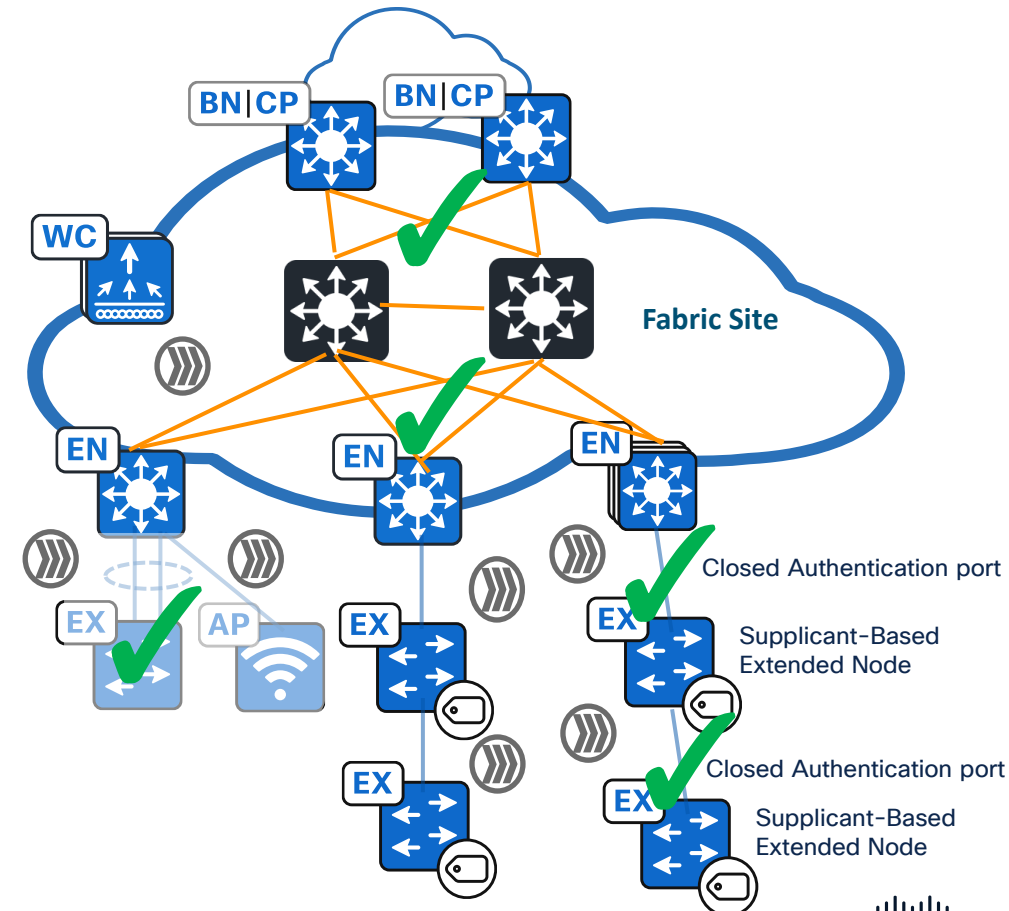 BN|CP
BN|CP
WC
Fabric Site
EN
EN
EN
Closed Authentication port
EX
AP
EX
EX
Supplicant-Based
Extended Node
Closed Authentication port
EX
EX
Supplicant-Based
Extended Node